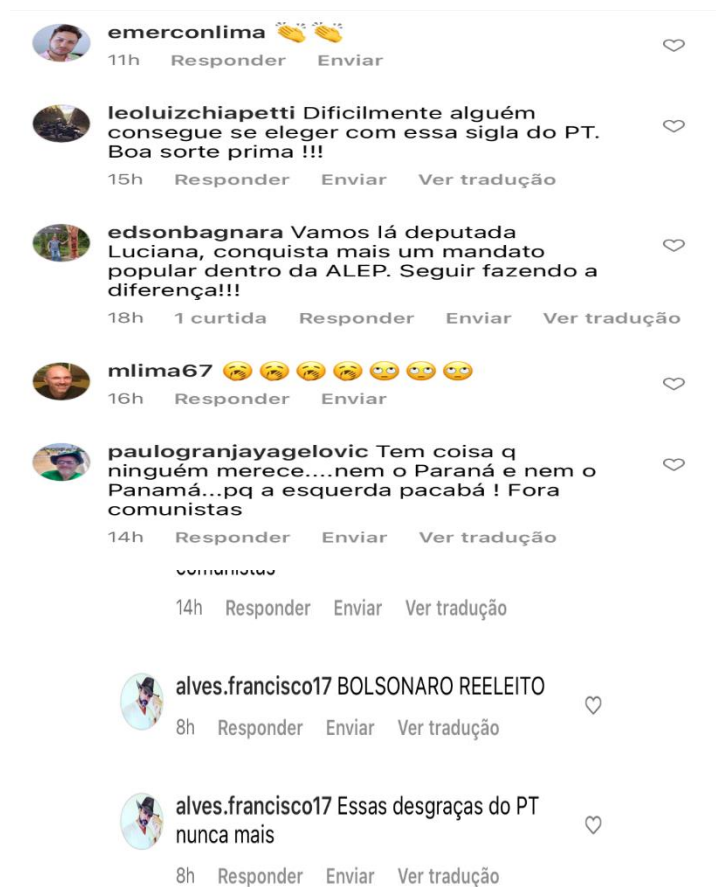 emerconlima 👏👏
11h Responder Enviar
leoluizchiapetti Dificilmente alguém
consegue se eleger com essa sigla do PT.
Boa sorte prima !!!
15h Responder Enviar Ver tradução
edsonbagnara Vamos lá deputada
Luciana, conquista mais um mandato
popular dentro da ALEP. Seguir fazendo a
diferença!!!
18h 1 curtida Responder Enviar Ver tradução
mlima67 🥱🥱🥱🥱🙄🙄🙄
16h Responder Enviar
paulogranjayagelovic Tem coisa q
ninguém merece....nem o Paraná e nem o
Panamá...pq a esquerda pacabá ! Fora
comunistas
14h Responder Enviar Ver tradução
comunistas
14h Responder Enviar Ver tradução
alves.francisco17 BOLSONARO REELEITO
8h Responder Enviar Ver tradução
alves.francisco17 Essas desgraças do PT
nunca mais
8h Responder Enviar Ver tradução